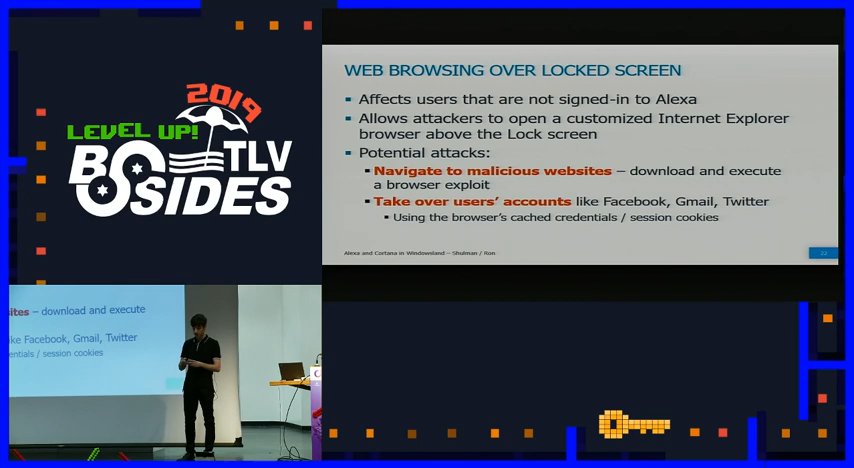 2019
LEVEL UP!
BSIDES TLV
WEB BROWSING OVER LOCKED SCREEN
Affects users that are not signed-in to Alexa
Allows attackers to open a customized Internet Explorer
browser above the Lock screen
Potential attacks:
Navigate to malicious websites – download and execute
a browser exploit
Take over users' accounts like Facebook, Gmail, Twitter
Using the browser's cached credentials / session cookies
Alexa and Cortana in Windowsland – Shulman / Ron
22
sites – download and execute
ike Facebook, Gmail, Twitter
entials / session cookies